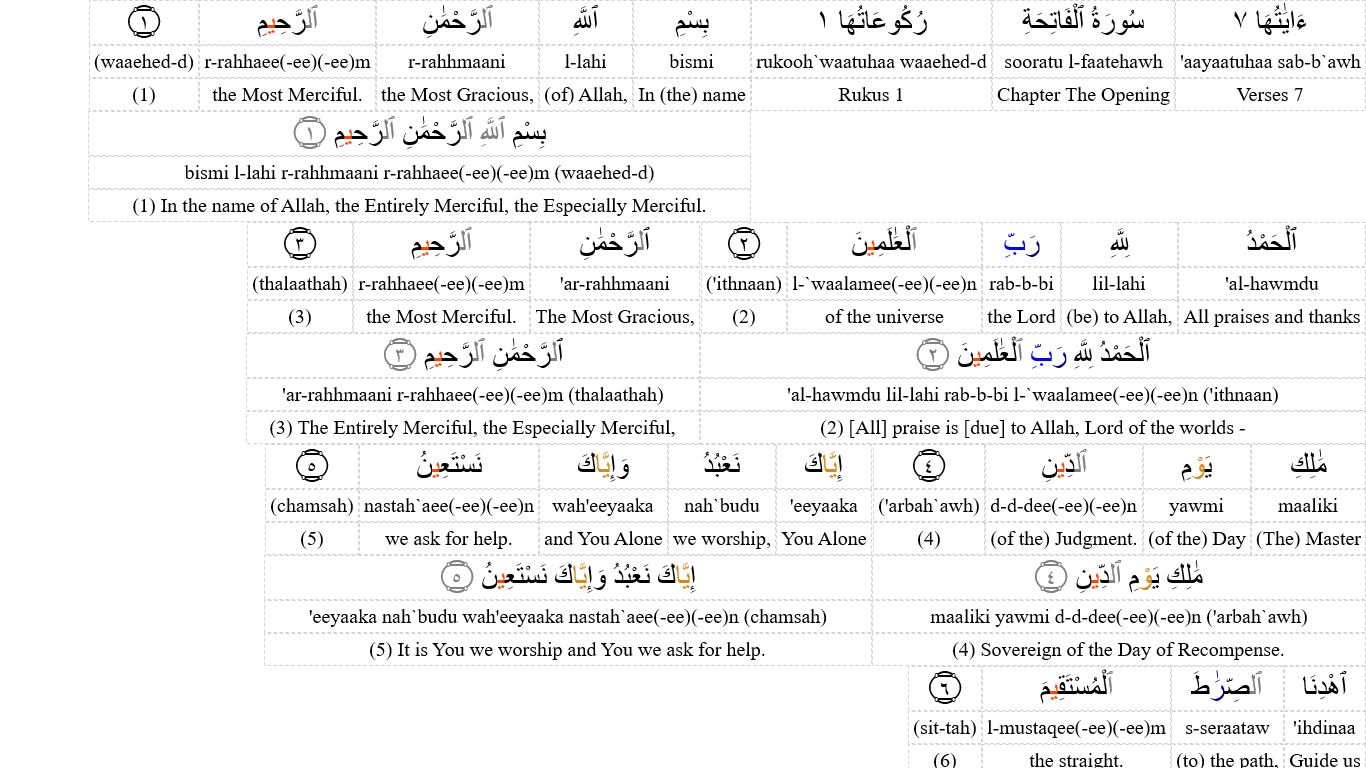 ءَايَٰتُهَا ٧ سُورَةُ ٱلْفَاتِحَةِ رُكُوعَاتُهَا ١ بِسْمِ ٱللَّهِ ٱلرَّحْمَٰنِ ٱلرَّحِيمِ ١
'aayaatuhaa sab-b`awh sooratu l-faatehawh rukooh`waatuhaa waaehed-d bismi l-lahi r-rahhmaani r-rahhaee(-ee)(-ee)m (waaehed-d)
Verses 7 Chapter The Opening Rukus 1 In (the) name (of) Allah, the Most Gracious, the Most Merciful. (1)
بِسْمِ ٱللَّهِ ٱلرَّحْمَٰنِ ٱلرَّحِيمِ ١
bismi l-lahi r-rahhmaani r-rahhaee(-ee)(-ee)m (waaehed-d)
(1) In the name of Allah, the Entirely Merciful, the Especially Merciful.
ٱلْحَمْدُ لِلَّهِ رَبِّ ٱلْعَٰلَمِينَ ٢ ٱلرَّحْمَٰنِ ٱلرَّحِيمِ ٣
'al-hawmdu lil-lahi rab-b-bi l-`waalamee(-ee)(-ee)n ('ithnaan) 'ar-rahhmaani r-rahhaee(-ee)(-ee)m (thalaathah)
All praises and thanks (be) to Allah, the Lord of the universe (2) The Most Gracious, the Most Merciful. (3)
ٱلْحَمْدُ لِلَّهِ رَبِّ ٱلْعَٰلَمِينَ ٢ ٱلرَّحْمَٰنِ ٱلرَّحِيمِ ٣
'al-hawmdu lil-lahi rab-b-bi l-`waalamee(-ee)(-ee)n ('ithnaan) 'ar-rahhmaani r-rahhaee(-ee)(-ee)m (thalaathah)
(2) [All] praise is [due] to Allah, Lord of the worlds - (3) The Entirely Merciful, the Especially Merciful,
مَٰلِكِ يَوْمِ ٱلدِّينِ ٤ إِيَّاكَ نَعْبُدُ وَإِيَّاكَ نَسْتَعِينُ ٥
maaliki yawmi d-d-dee(-ee)(-ee)n ('arbah`awh) 'eeyaaka nah`budu wah'eeyaaka nastah`aee(-ee)(-ee)n (chamsah)
(The) Master (of the) Day (of the) Judgment. (4) You Alone we worship, and You Alone we ask for help. (5)
مَٰلِكِ يَوْمِ ٱلدِّينِ ٤ إِيَّاكَ نَعْبُدُ وَإِيَّاكَ نَسْتَعِينُ ٥
maaliki yawmi d-d-dee(-ee)(-ee)n ('arbah`awh) 'eeyaaka nah`budu wah'eeyaaka nastah`aee(-ee)(-ee)n (chamsah)
(4) Sovereign of the Day of Recompense. (5) It is You we worship and You we ask for help.
ٱهْدِنَا ٱلصِّرَٰطَ ٱلْمُسْتَقِيمَ ٦
'ihdinaa s-seraataw l-mustaqee(-ee)(-ee)m (sit-tah)
Guide us (to) the path, the straight. (6)